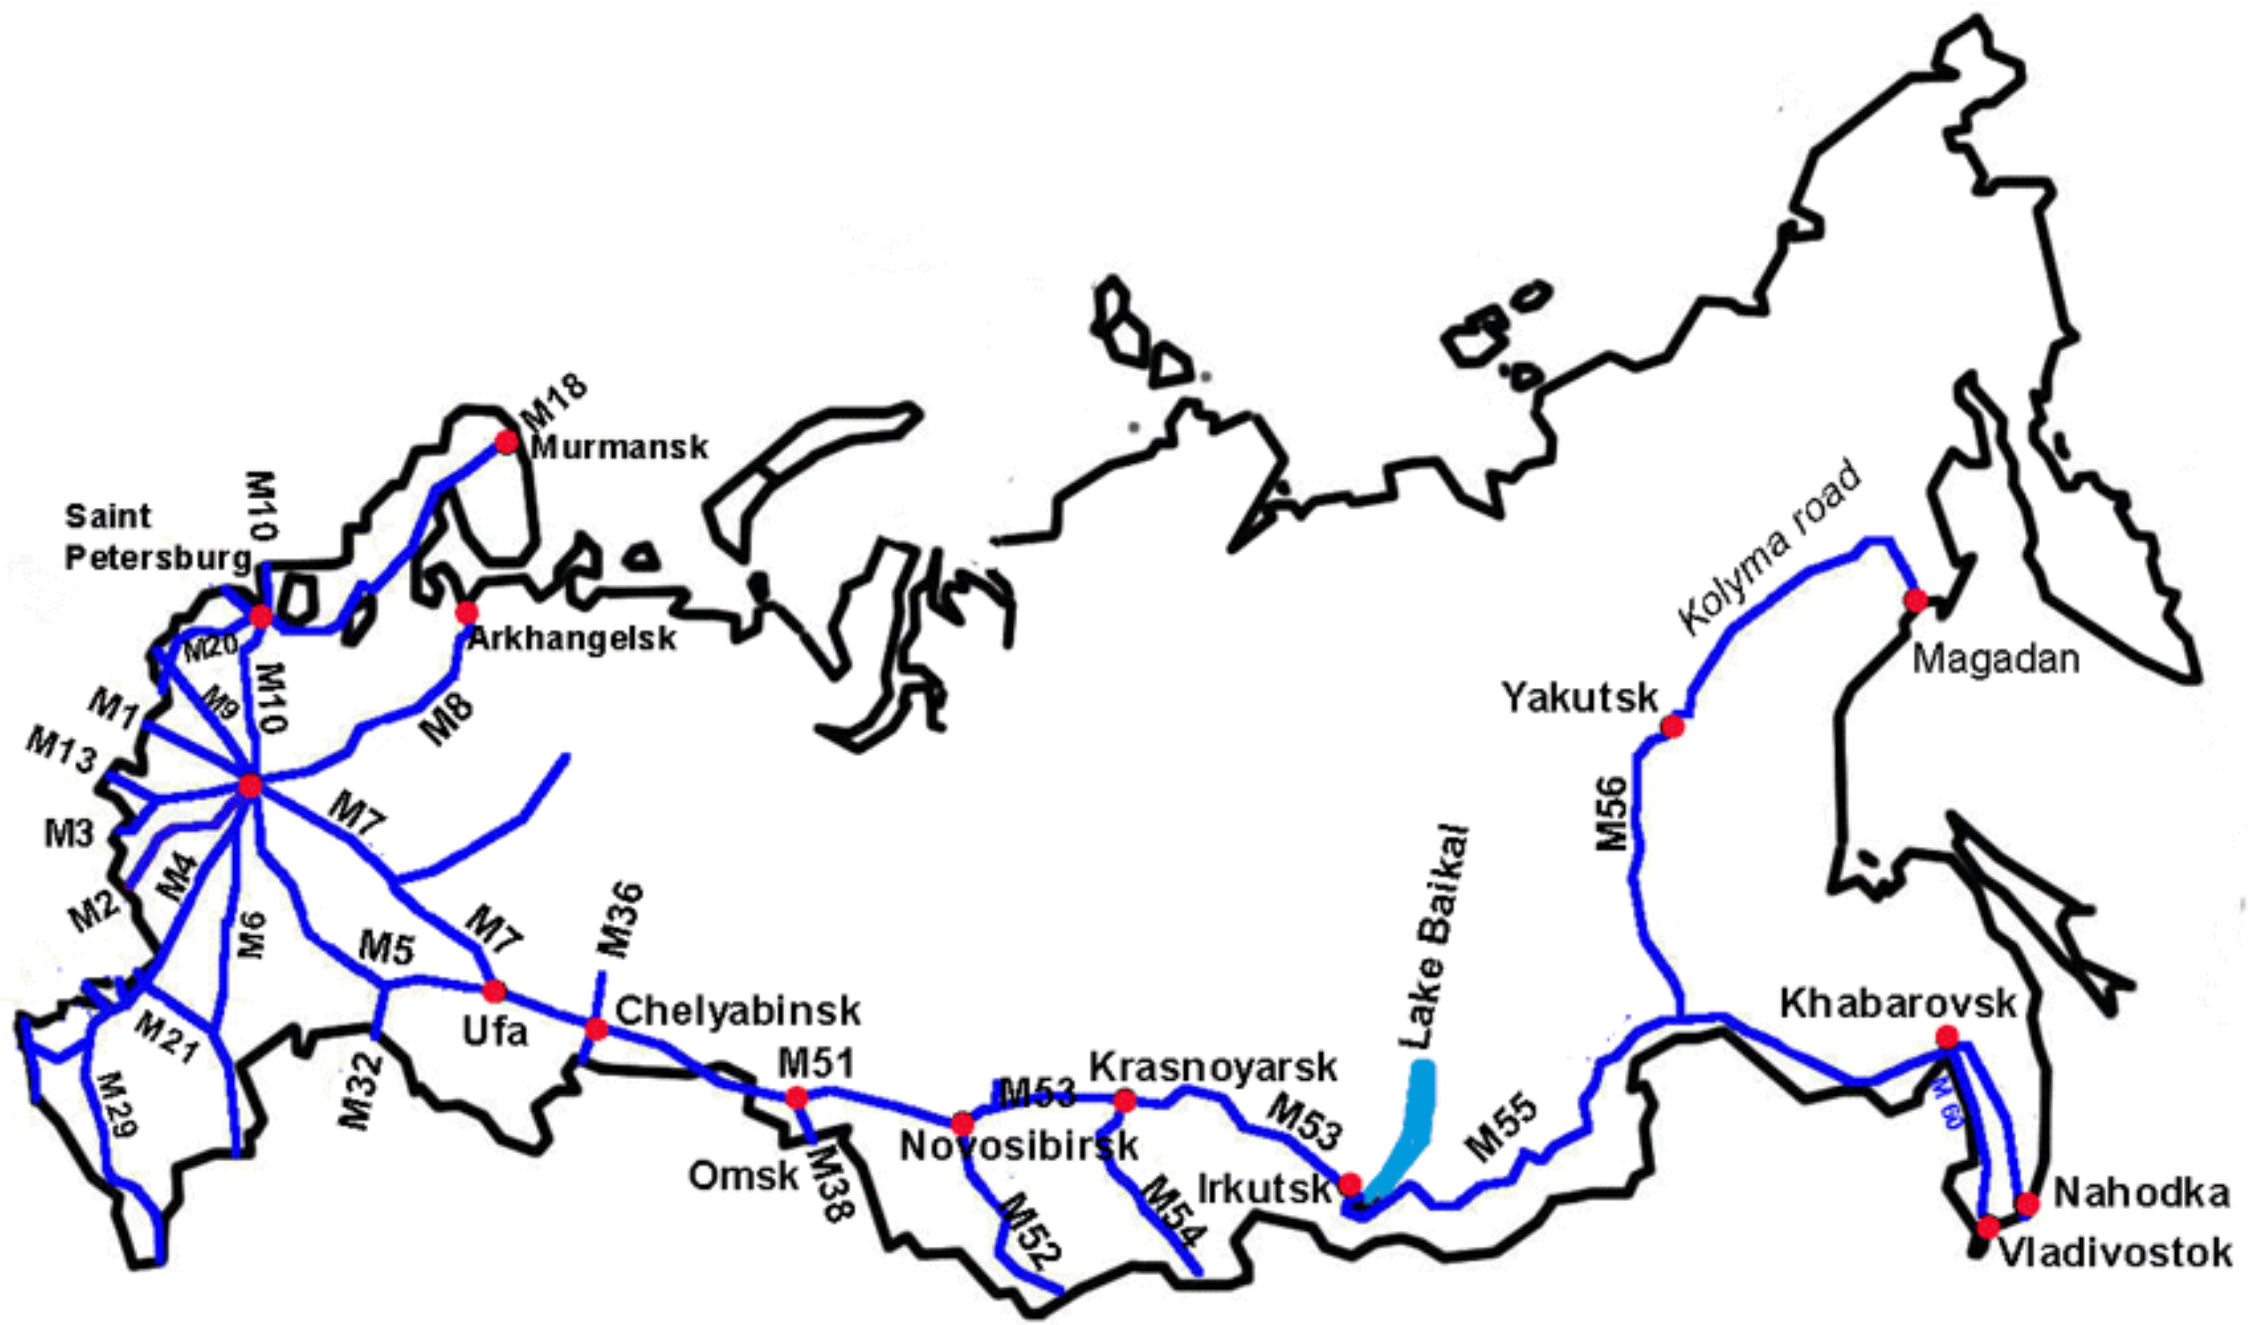 M18
Murmansk
M10
Saint
Petersburg
Kolyma road
M20
Arkhangelsk
Magadan
M10
M9
M1
M8
Yakutsk
M13
M7
M56
M3
M4
Lake Baikal
M2
M36
M6
M7
M5
Khabarovsk
Chelyabinsk
Ufa
M21
M51
Krasnoyarsk
M53
M53
M29
M32
M55
M60
Novosibirsk
Omsk
M38
M54
Irkutsk
Nahodka
M52
Vladivostok